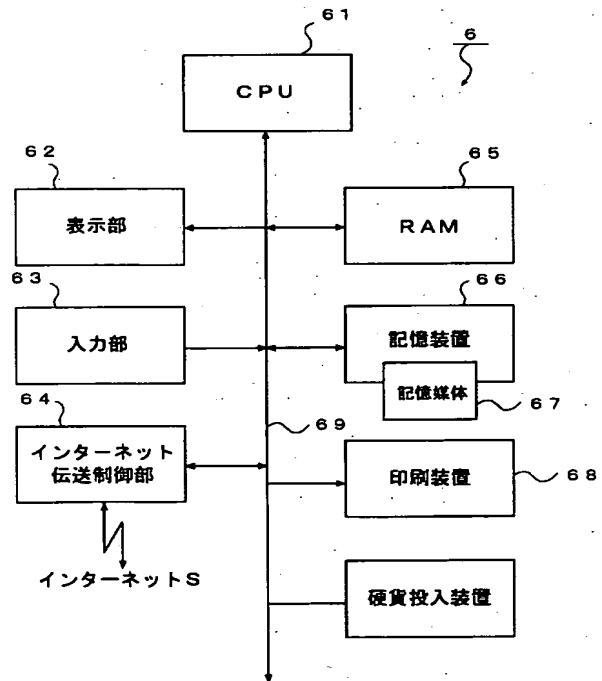 61
6
CPU
62
65
表示部
RAM
63
66
入力部
記憶装置
記憶媒体
67
64
69
インターネット
伝送制御部
印刷装置
68
インターネットS
硬貨投入装置